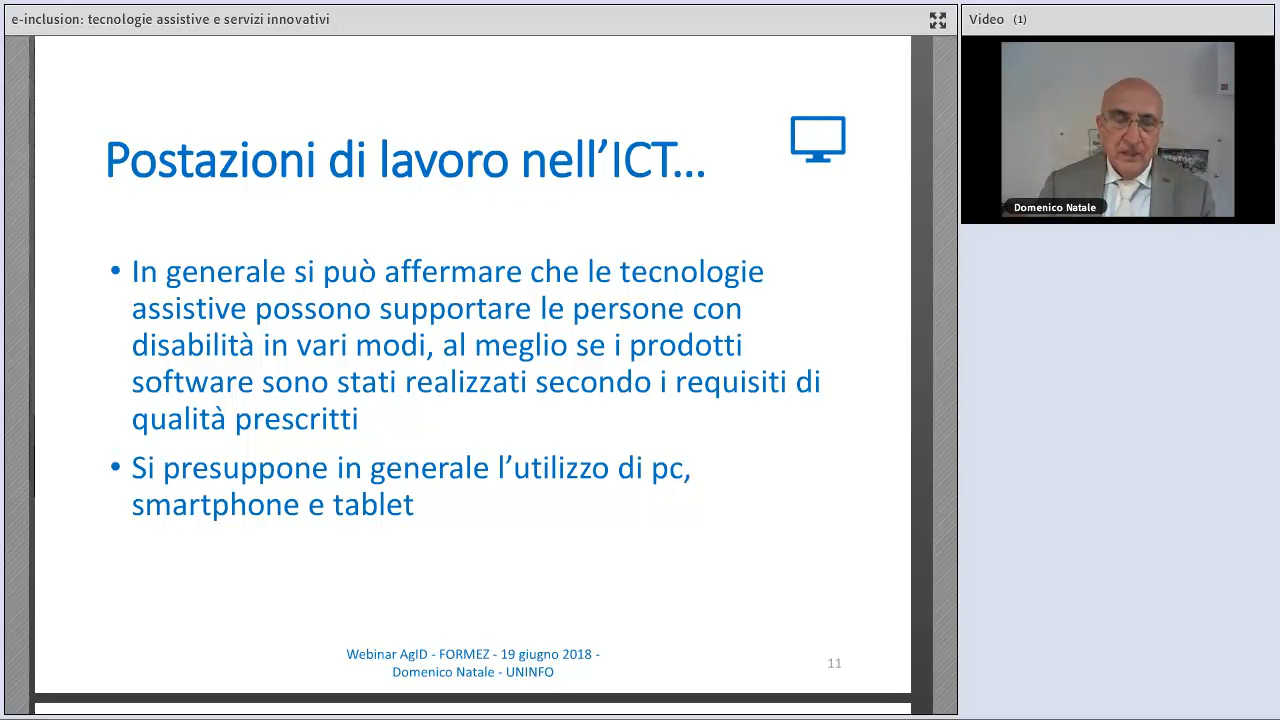 e-inclusion: tecnologie assistive e servizi innovativi
Video (1)
Domenico Natale
Postazioni di lavoro nell’ICT…
• In generale si può affermare che le tecnologie
assistive possono supportare le persone con
disabilità in vari modi, al meglio se i prodotti
software sono stati realizzati secondo i requisiti di
qualità prescritti
• Si presuppone in generale l’utilizzo di pc,
smartphone e tablet
Webinar AgID - FORMEZ - 19 giugno 2018 -
Domenico Natale - UNINFO
11